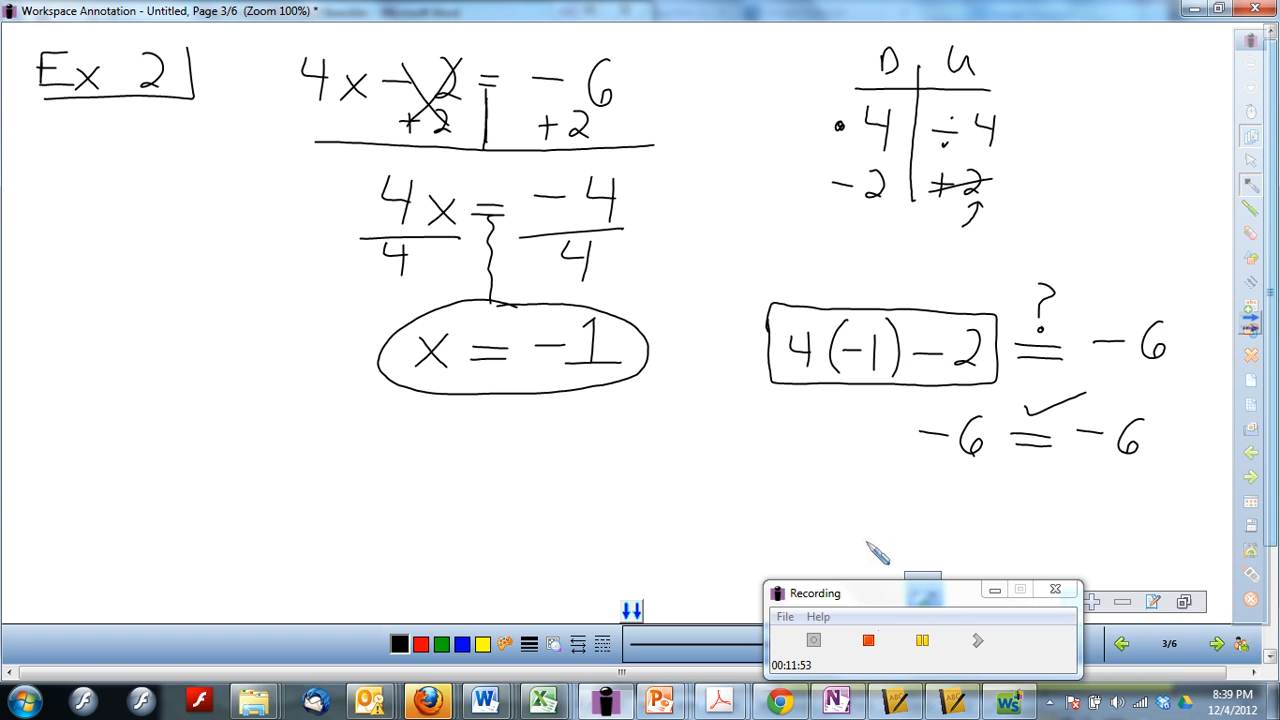 Workspace Annotation - Untitled, Page 3/6 (Zoom 100%) *
Ex 2
4x - 2 = - 6
+ 2 + 2
4x = - 4
4 4
x = -1
D U
• 4 ÷ 4
- 2 + 2
?
4(-1) - 2 = - 6
- 6 = - 6
Recording
File Help
00:11:53
3/6
8:39 PM
12/4/2012